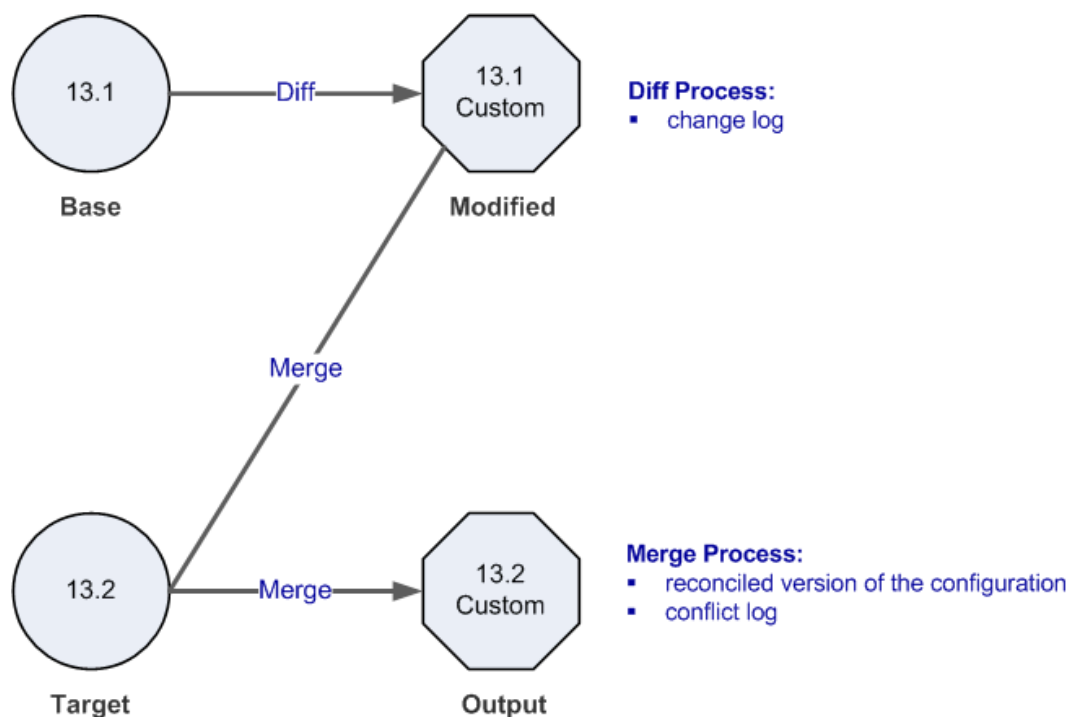 13.1
Diff
13.1
Custom
Diff Process:
▪ change log
Base
Modified
Merge
13.2
Merge
13.2
Custom
Merge Process:
▪ reconciled version of the configuration
▪ conflict log
Target
Output